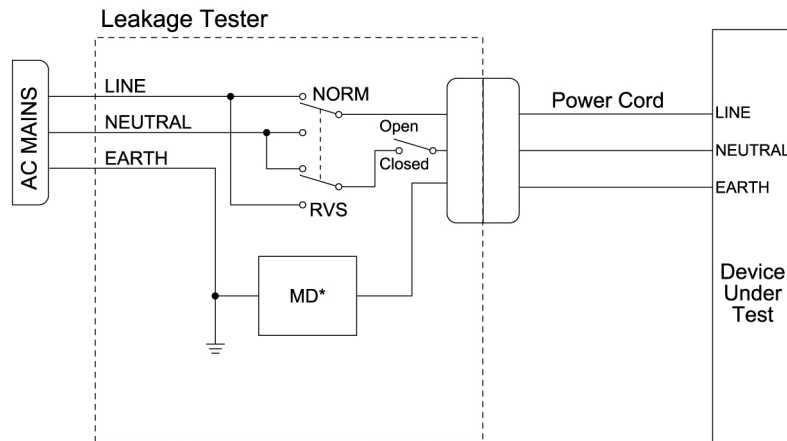 Leakage Tester
AC MAINS
LINE
NEUTRAL
EARTH
NORM
RVS
Open
Closed
MD*
Power Cord
LINE
NEUTRAL
EARTH
Device
Under
Test